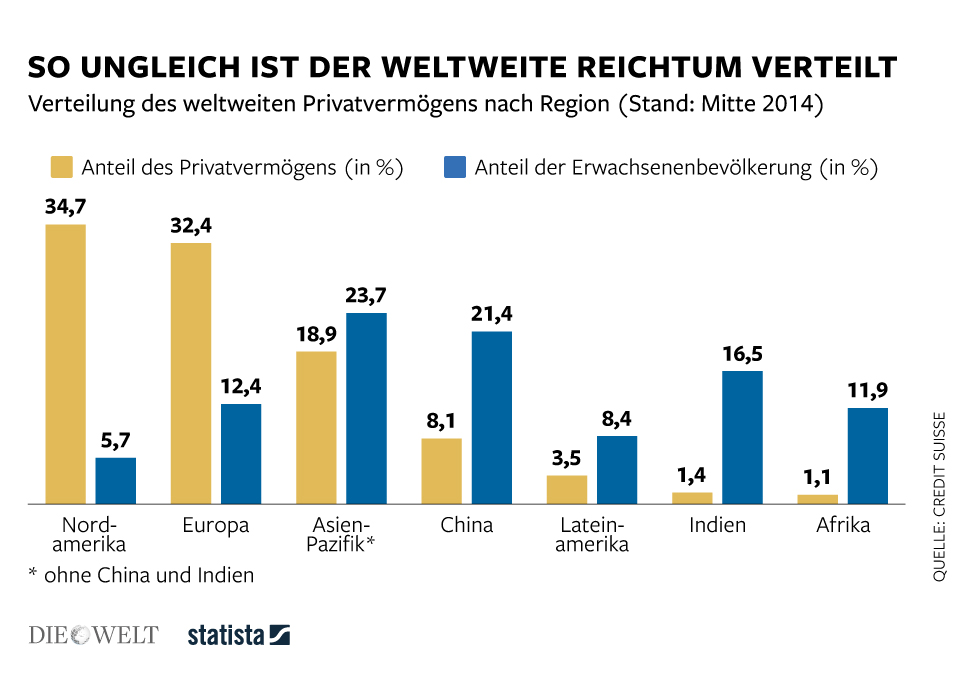 SO UNGLEICH IST DER WELTWEITE REICHTUM VERTEILT
Verteilung des weltweiten Privatvermögens nach Region (Stand: Mitte 2014)
Anteil des Privatvermögens (in %)
Anteil der Erwachsenenbevölkerung (in %)
34,7
5,7
32,4
12,4
18,9
23,7
8,1
21,4
3,5
8,4
1,4
16,5
1,1
11,9
Nord-
amerika
Europa
Asien-
Pazifik*
China
Latein-
amerika
Indien
Afrika
* ohne China und Indien
QUELLE: CREDIT SUISSE
DIE WELT
statista